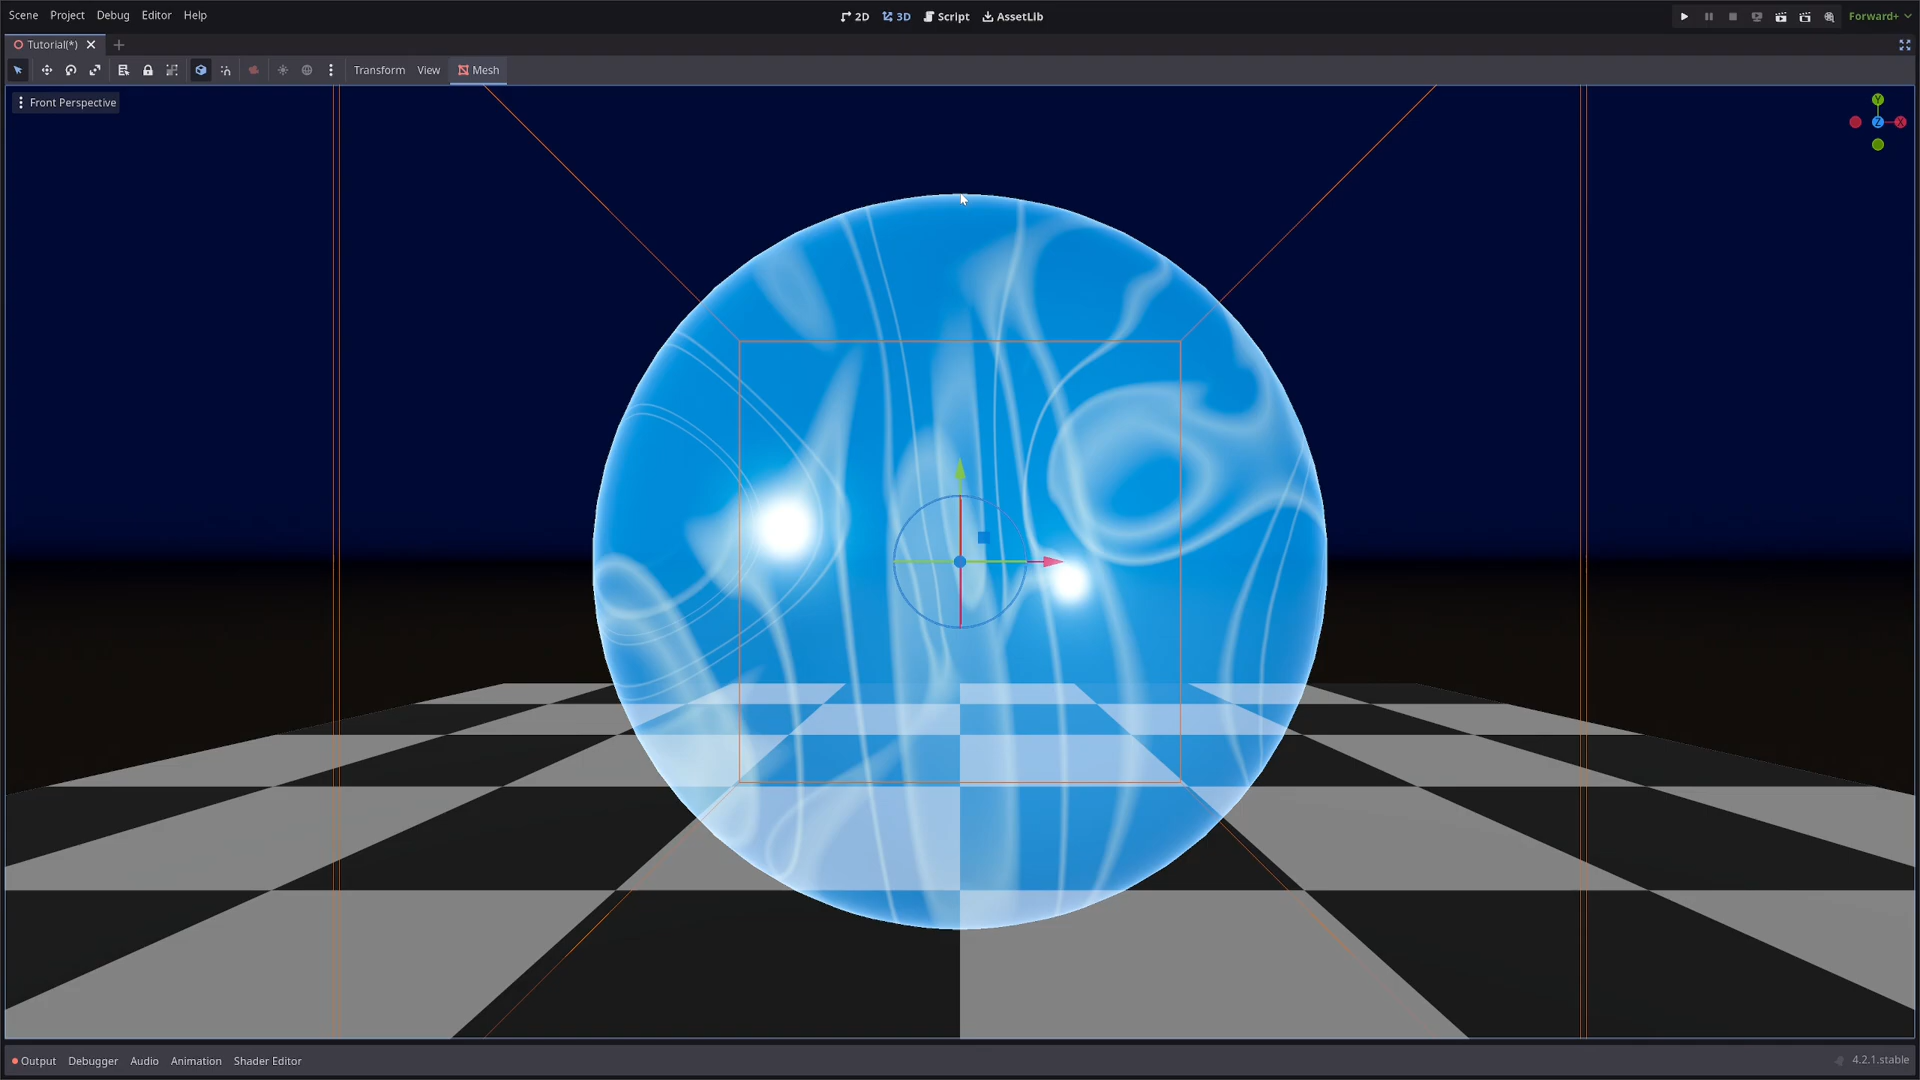 Scene Project Debug Editor Help 2D 3D Script AssetLib Forward+
Tutorial(*)
Transform View Mesh
Front Perspective
Y
Z X
Output Debugger Audio Animation Shader Editor 4.2.1.stable